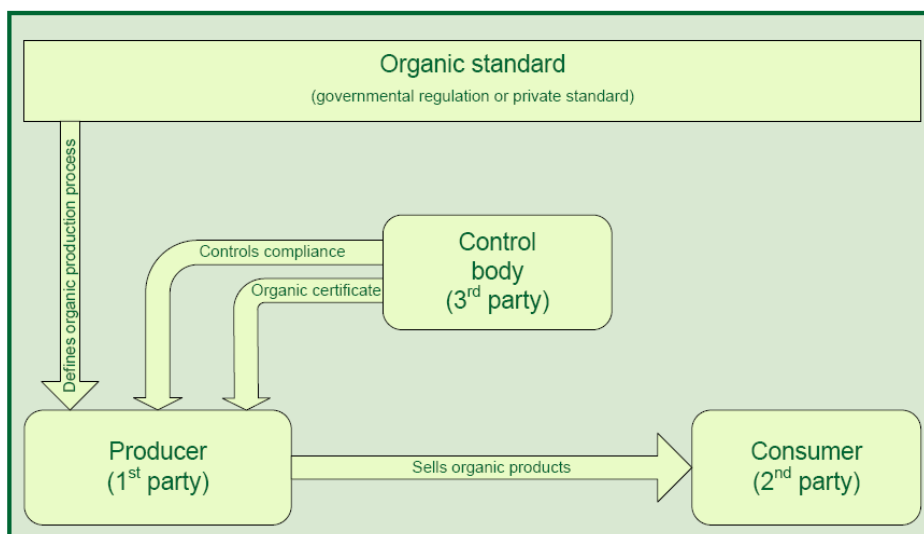 Organic standard
(governmental regulation or private standard)
Defines organic production process
Controls compliance
Organic certificate
Control
body
(3rd party)
Producer
(1st party)
Sells organic products
Consumer
(2nd party)